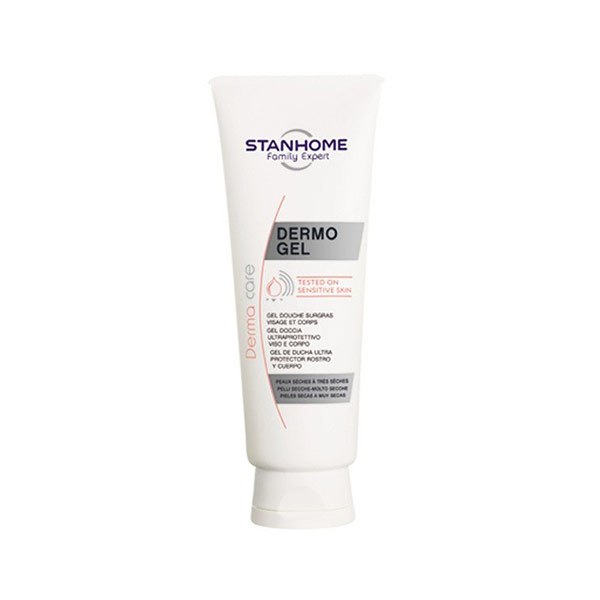 STANHOME
Family Expert
DERMO
GEL
TESTED ON
SENSITIVE SKIN
Derma care
GEL DOUCHE SURGRAS
VISAGE ET CORPS
GEL DOCCIA
ULTRAPROTETTIVO
VISO E CORPO
GEL DE DUCHA ULTRA
PROTECTOR ROSTRO
Y CUERPO
PEAUX SÈCHES À TRÈS SÈCHES
PELLI SECCHE-MOLTO SECCHE
PIELES SECAS A MUY SECAS